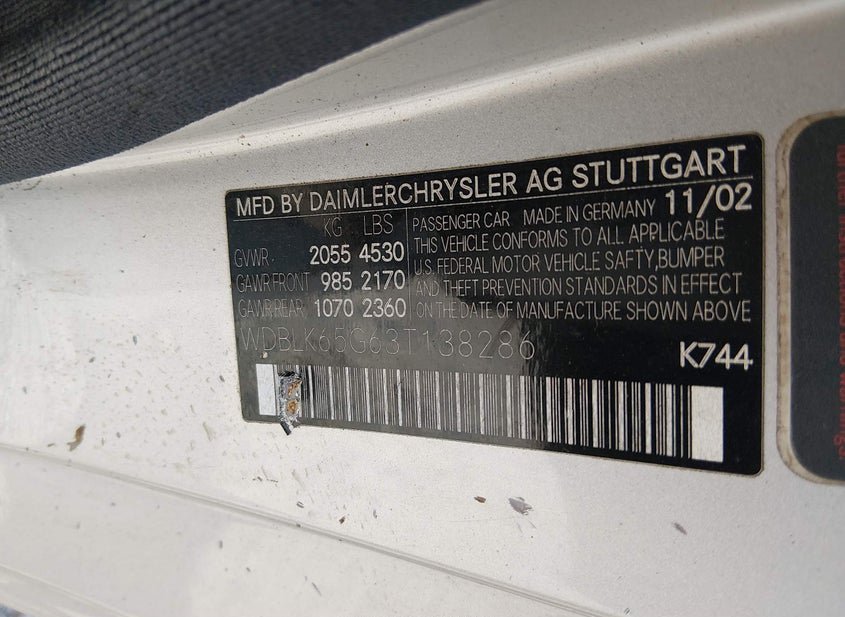 MFD BY DAIMLERCHRYSLER AG STUTTGART
KG LBS
GVWR 2055 4530
GAWR FRONT 985 2170
GAWR REAR 1070 2360
PASSENGER CAR MADE IN GERMANY 11/02
THIS VEHICLE CONFORMS TO ALL APPLICABLE
U.S. FEDERAL MOTOR VEHICLE SAFTY,BUMPER
AND THEFT PREVENTION STANDARDS IN EFFECT
ON THE DATE OF MANUFACTURE SHOWN ABOVE
WDBLK65G63T138286
K744